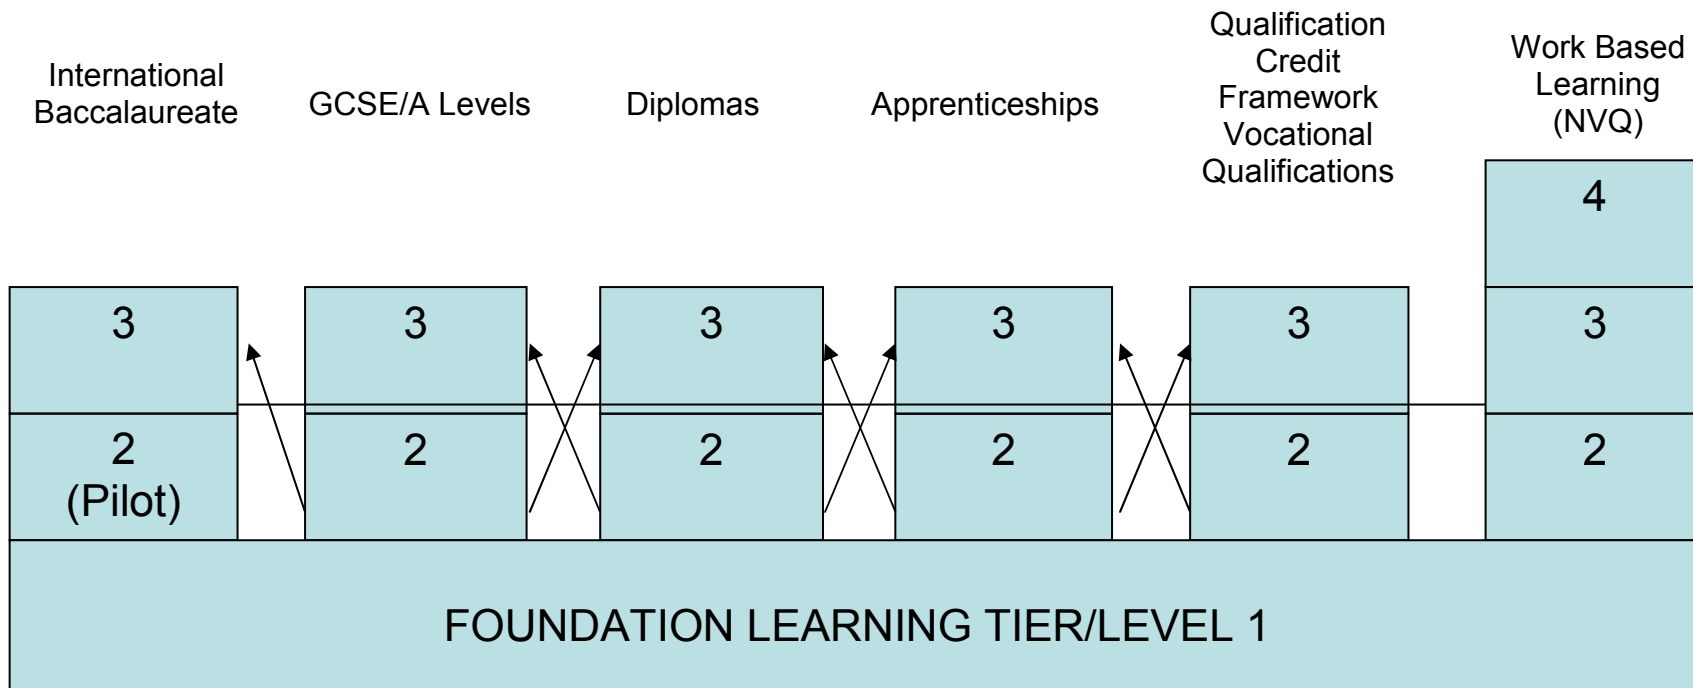 International
Baccalaureate
GCSE/A Levels
Diplomas
Apprenticeships
Qualification
Credit
Framework
Vocational
Qualifications
Work Based
Learning
(NVQ)
4
3
3
3
3
3
3
2
(Pilot)
2
2
2
2
2
FOUNDATION LEARNING TIER/LEVEL 1